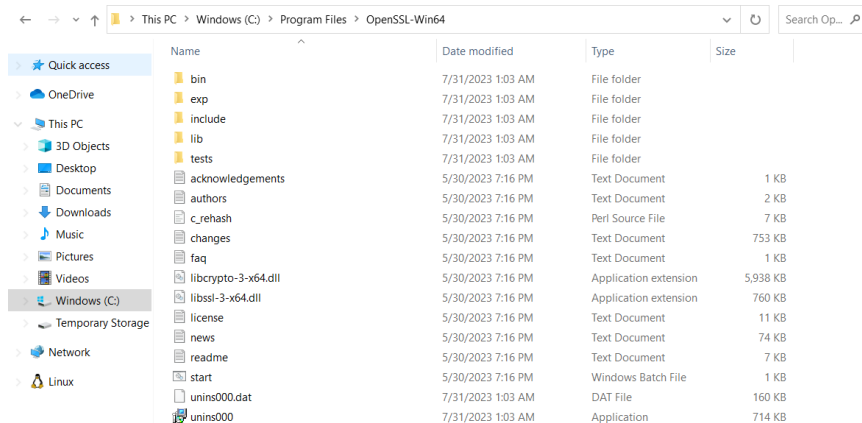 This PC > Windows (C:) > Program Files > OpenSSL-Win64
Search Op...
Name Date modified Type Size
Quick access
OneDrive
This PC
3D Objects
Desktop
Documents
Downloads
Music
Pictures
Videos
Windows (C:)
Temporary Storage
Network
Linux
bin 7/31/2023 1:03 AM File folder
exp 7/31/2023 1:03 AM File folder
include 7/31/2023 1:03 AM File folder
lib 7/31/2023 1:03 AM File folder
tests 7/31/2023 1:03 AM File folder
acknowledgements 5/30/2023 7:16 PM Text Document 1 KB
authors 5/30/2023 7:16 PM Text Document 2 KB
c_rehash 5/30/2023 7:16 PM Perl Source File 7 KB
changes 5/30/2023 7:16 PM Text Document 753 KB
faq 5/30/2023 7:16 PM Text Document 1 KB
libcrypto-3-x64.dll 5/30/2023 7:16 PM Application extension 5,938 KB
libssl-3-x64.dll 5/30/2023 7:16 PM Application extension 760 KB
license 5/30/2023 7:16 PM Text Document 11 KB
news 5/30/2023 7:16 PM Text Document 74 KB
readme 5/30/2023 7:16 PM Text Document 7 KB
start 5/30/2023 7:16 PM Windows Batch File 1 KB
unins000.dat 7/31/2023 1:03 AM DAT File 160 KB
unins000 7/31/2023 1:03 AM Application 714 KB